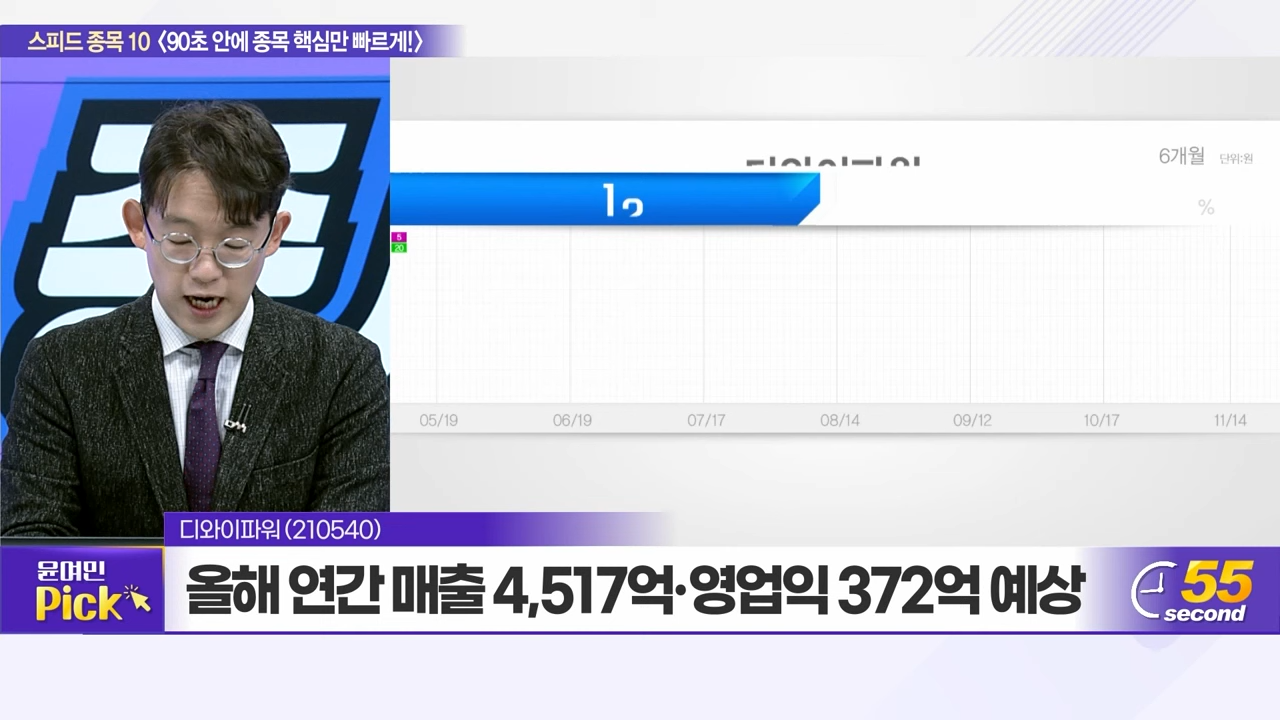 스피드 종목 10 〈90초 안에 종목 핵심만 빠르게!〉
6개월 단위:원
%
5
20
05/19 06/19 07/17 08/14 09/12 10/17 11/14
디와이파워 (210540)
윤여민
Pick
올해 연간 매출 4,517억·영업익 372억 예상
55
second